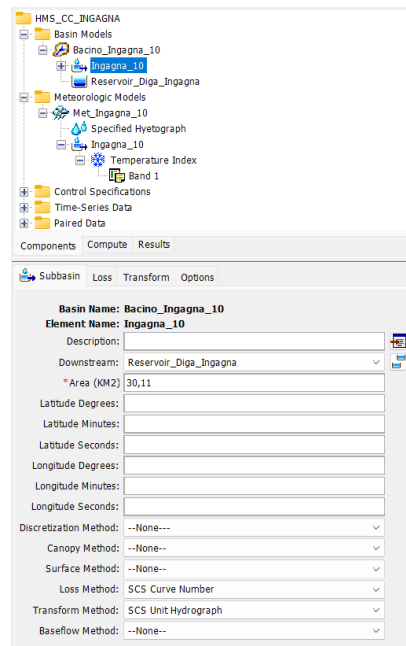 HMS_CC_INGAGNA
Basin Models
Bacino_Ingagna_10
Ingagna_10
Reservoir_Diga_Ingagna
Meteorologic Models
Met_Ingagna_10
Specified Hyetograph
Ingagna_10
Temperature Index
Band 1
Control Specifications
Time-Series Data
Paired Data
Components Compute Results
Subbasin Loss Transform Options
Basin Name: Bacino_Ingagna_10
Element Name: Ingagna_10
Description:
Downstream: Reservoir_Diga_Ingagna
*Area (KM2) 30,11
Latitude Degrees:
Latitude Minutes:
Latitude Seconds:
Longitude Degrees:
Longitude Minutes:
Longitude Seconds:
Discretization Method: --None---
Canopy Method: --None--
Surface Method: --None--
Loss Method: SCS Curve Number
Transform Method: SCS Unit Hydrograph
Baseflow Method: --None--